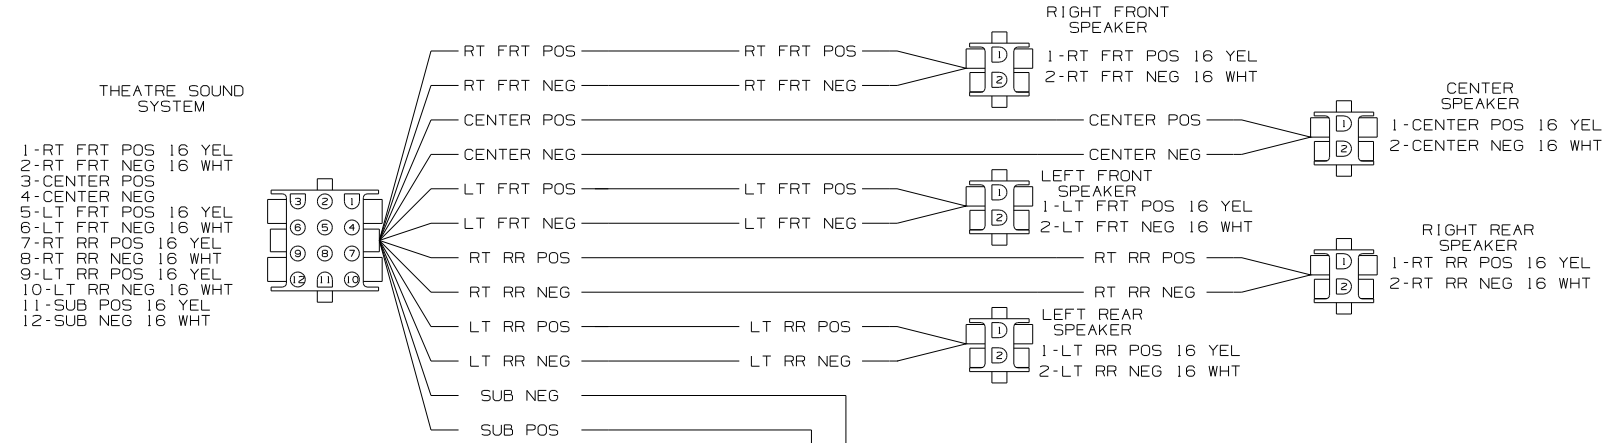 THEATRE SOUND
SYSTEM
1-RT FRT POS 16 YEL
2-RT FRT NEG 16 WHT
3-CENTER POS
4-CENTER NEG
5-LT FRT POS 16 YEL
6-LT FRT NEG 16 WHT
7-RT RR POS 16 YEL
8-RT RR NEG 16 WHT
9-LT RR POS 16 YEL
10-LT RR NEG 16 WHT
11-SUB POS 16 YEL
12-SUB NEG 16 WHT
3 2 1
6 5 4
9 8 7
12 11 10
RT FRT POS RT FRT POS
RT FRT NEG RT FRT NEG
CENTER POS CENTER POS
CENTER NEG CENTER NEG
LT FRT POS LT FRT POS
LT FRT NEG LT FRT NEG
RT RR POS RT RR POS
RT RR NEG RT RR NEG
LT RR POS LT RR POS
LT RR NEG LT RR NEG
SUB NEG
SUB POS
RIGHT FRONT
SPEAKER
1
2
1-RT FRT POS 16 YEL
2-RT FRT NEG 16 WHT
CENTER
SPEAKER
1
2
1-CENTER POS 16 YEL
2-CENTER NEG 16 WHT
LEFT FRONT
SPEAKER
1
2
1-LT FRT POS 16 YEL
2-LT FRT NEG 16 WHT
RIGHT REAR
SPEAKER
1
2
1-RT RR POS 16 YEL
2-RT RR NEG 16 WHT
LEFT REAR
SPEAKER
1
2
1-LT RR POS 16 YEL
2-LT RR NEG 16 WHT